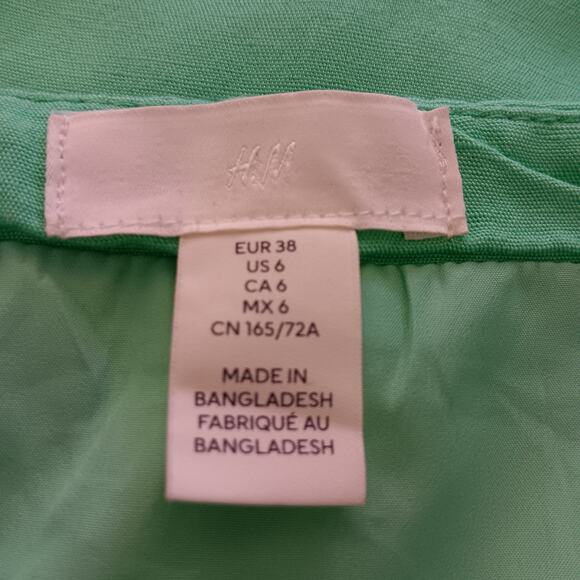 H&M
EUR 38
US 6
CA 6
MX 6
CN 165/72A
MADE IN
BANGLADESH
FABRIQUÉ AU
BANGLADESH